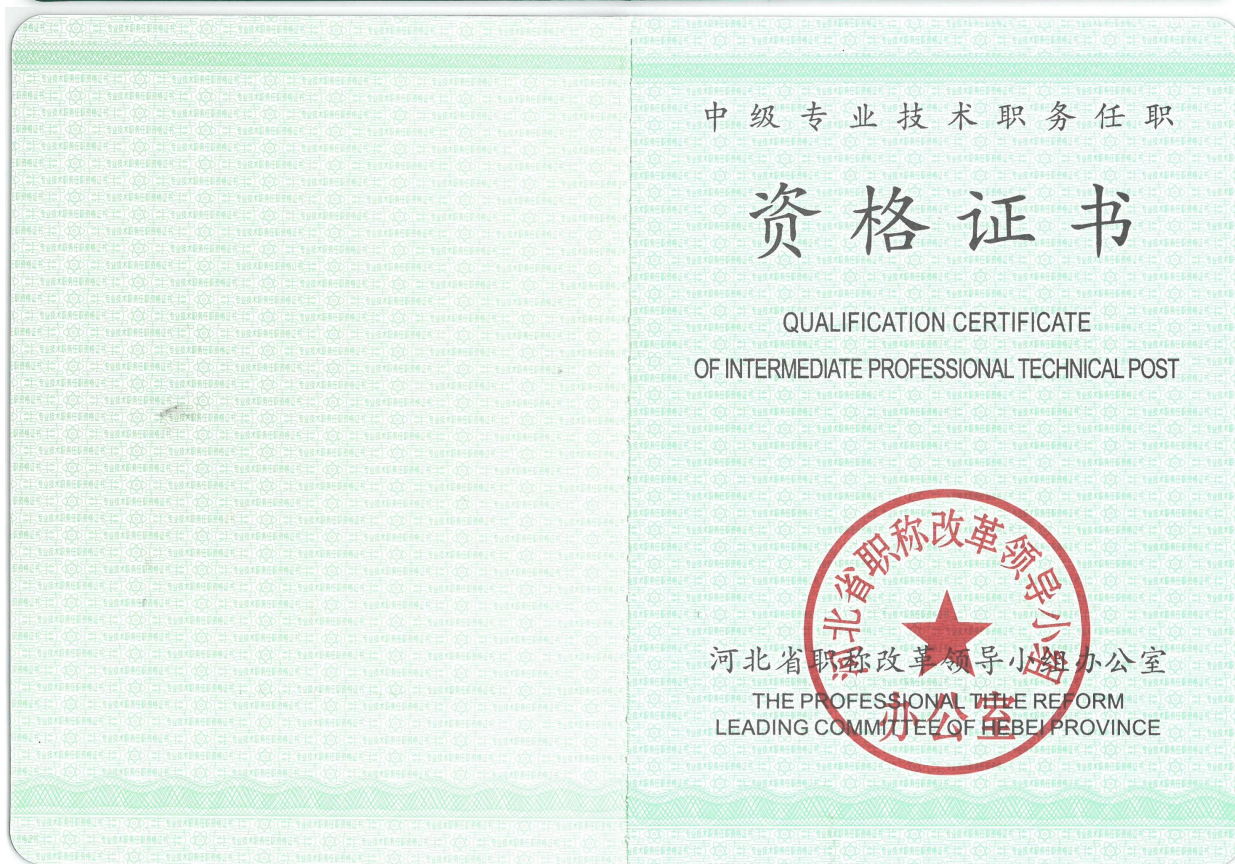 中级专业技术职务任职
资格证书
QUALIFICATION CERTIFICATE
OF INTERMEDIATE PROFESSIONAL TECHNICAL POST
河北省职称改革领导小组
办公室
河北省职称改革领导小组办公室
THE PROFESSIONAL TITLE REFORM
LEADING COMMITTEE OF HEBEI PROVINCE